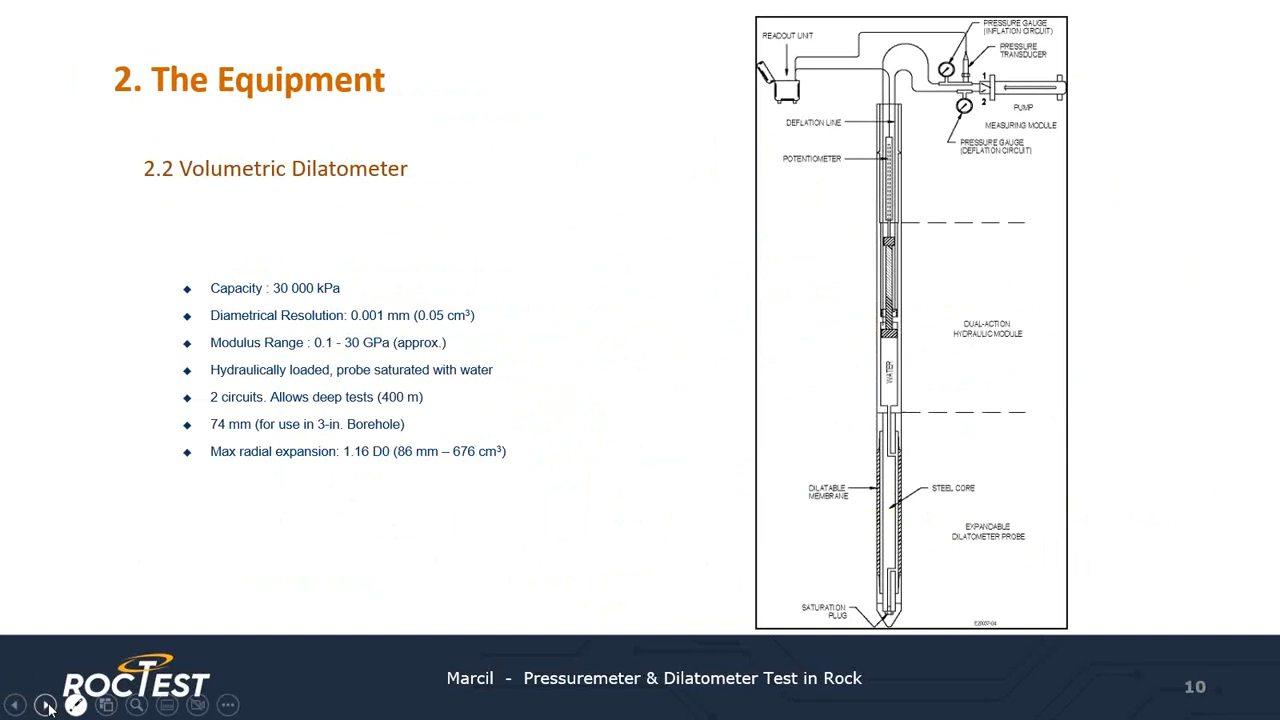 2. The Equipment
2.2 Volumetric Dilatometer
Capacity : 30 000 kPa
Diametrical Resolution: 0.001 mm (0.05 cm³)
Modulus Range : 0.1 - 30 GPa (approx.)
Hydraulically loaded, probe saturated with water
2 circuits. Allows deep tests (400 m)
74 mm (for use in 3-in. Borehole)
Max radial expansion: 1.16 D0 (86 mm – 676 cm³)
READOUT UNIT
PRESSURE GAUGE
(INFLATION CIRCUIT)
PRESSURE
TRANSDUCER
1
2
PUMP
MEASURING MODULE
PRESSURE GAUGE
(DEFLATION CIRCUIT)
DEFLATION LINE
POTENTIOMETER
DUAL-ACTION
HYDRAULIC MODULE
WATER
DILATABLE
MEMBRANE
STEEL CORE
EXPANDABLE
DILATOMETER PROBE
SATURATION
PLUG
ROCTEST
Marcil - Pressuremeter & Dilatometer Test in Rock
10